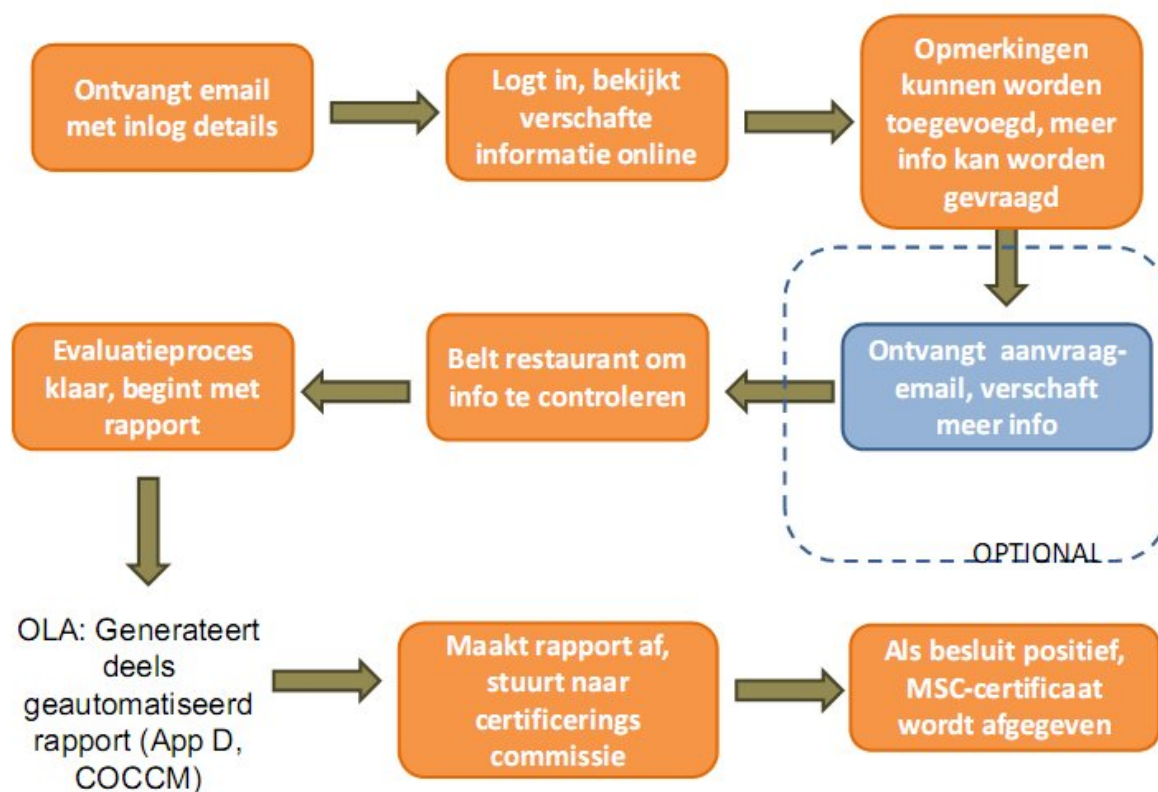 Ontvangt email
met inlog details
Logt in, bekijkt
verschafte
informatie online
Opmerkingen
kunnen worden
toegevoegd, meer
info kan worden
gevraagd
Ontvangt aanvraag-
email, verschaft
meer info
OPTIONAL
Belt restaurant om
info te controleren
Evaluatieproces
klaar, begint met
rapport
OLA: Generateert
deels
geautomatiseerd
rapport (App D,
COCCM)
Maakt rapport af,
stuurt naar
certificerings
commissie
Als besluit positief,
MSC-certificaat
wordt afgegeven